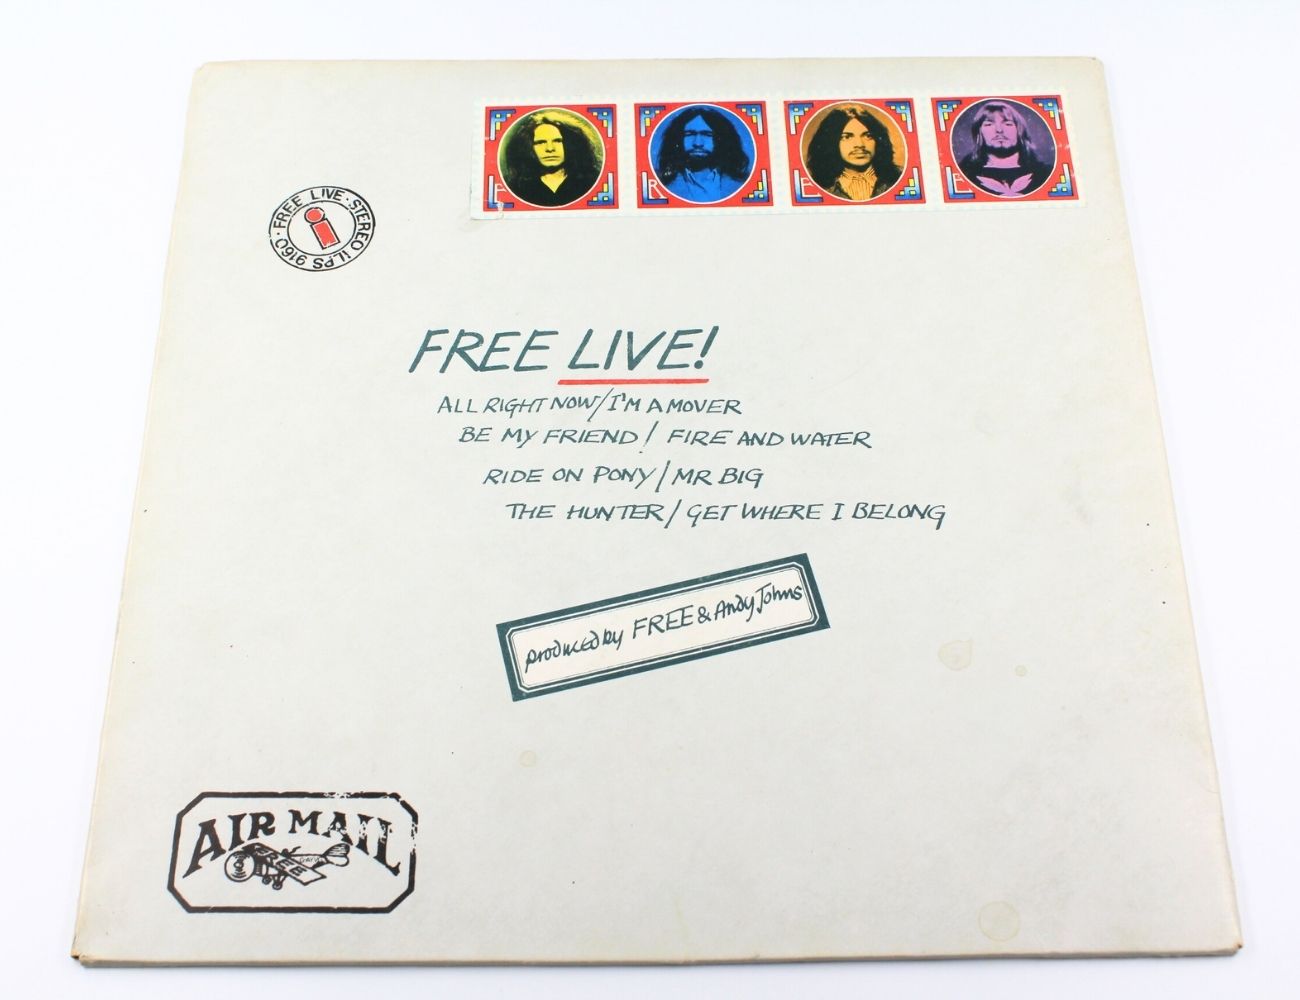 F R E E
FREE LIVE · STEREO ILPS 9160 ·
i
FREE LIVE!
ALL RIGHT NOW/I'M A MOVER
BE MY FRIEND / FIRE AND WATER
RIDE ON PONY / MR BIG
THE HUNTER / GET WHERE I BELONG
produced by FREE & Andy Johns
AIR MAIL
FREE